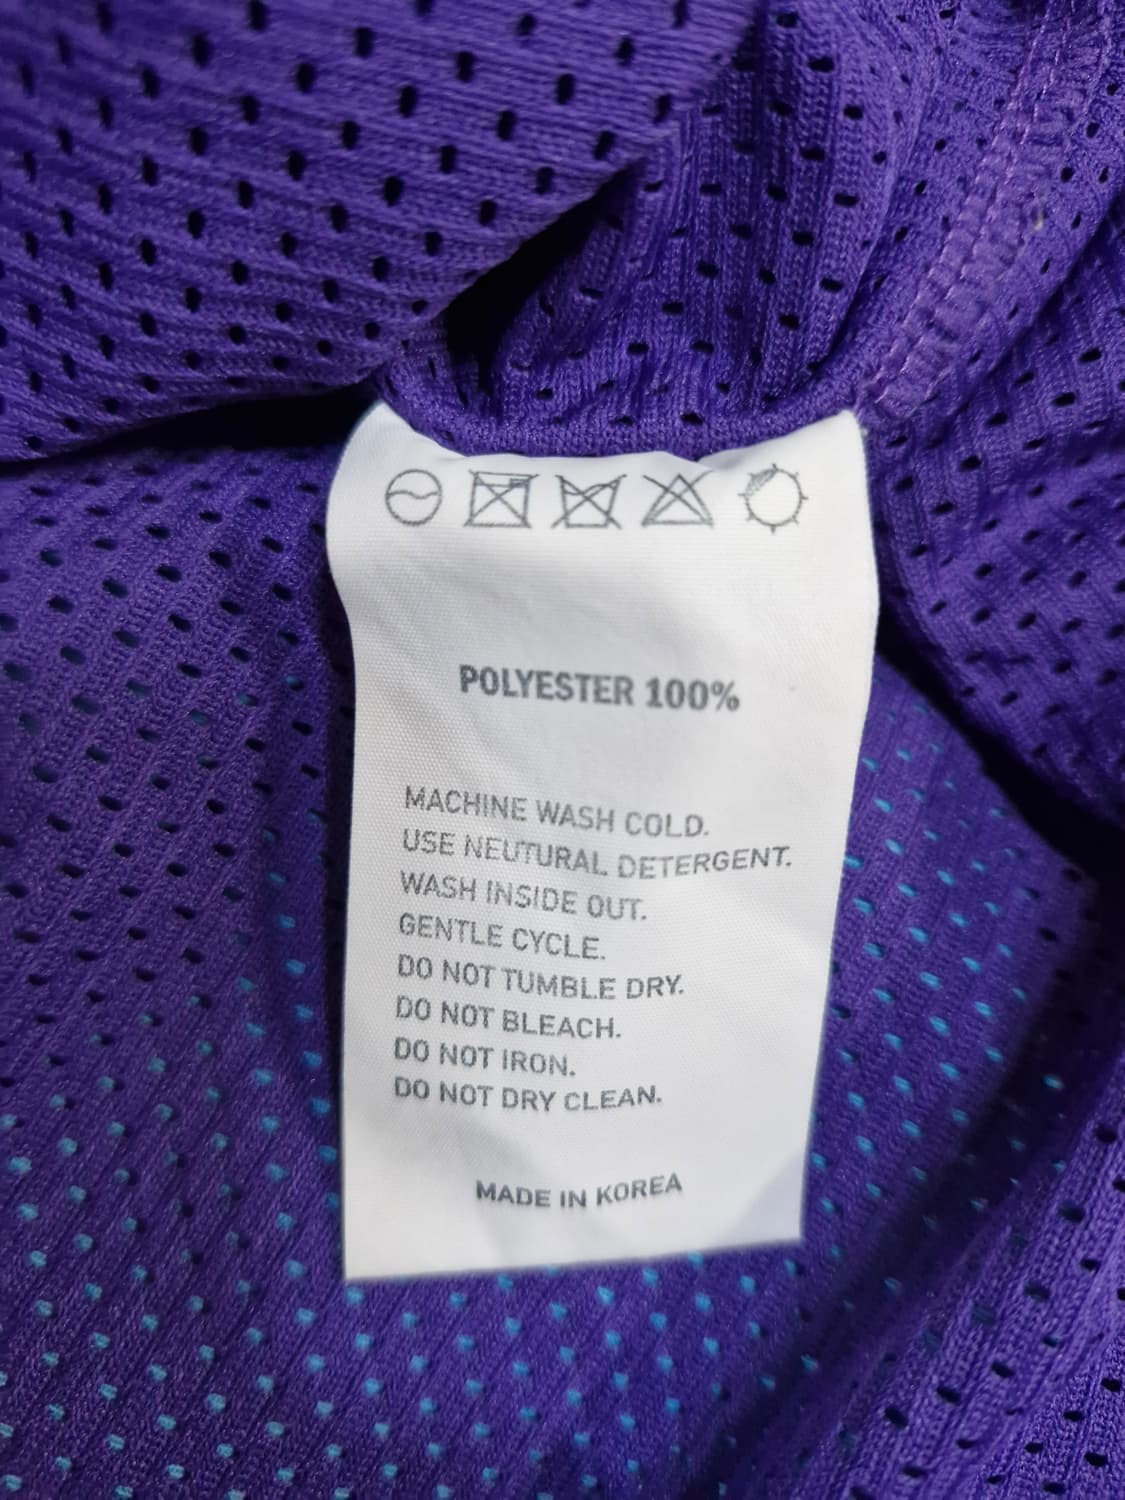 POLYESTER 100%
MACHINE WASH COLD.
USE NEUTURAL DETERGENT.
WASH INSIDE OUT.
GENTLE CYCLE.
DO NOT TUMBLE DRY.
DO NOT BLEACH.
DO NOT IRON.
DO NOT DRY CLEAN.
MADE IN KOREA